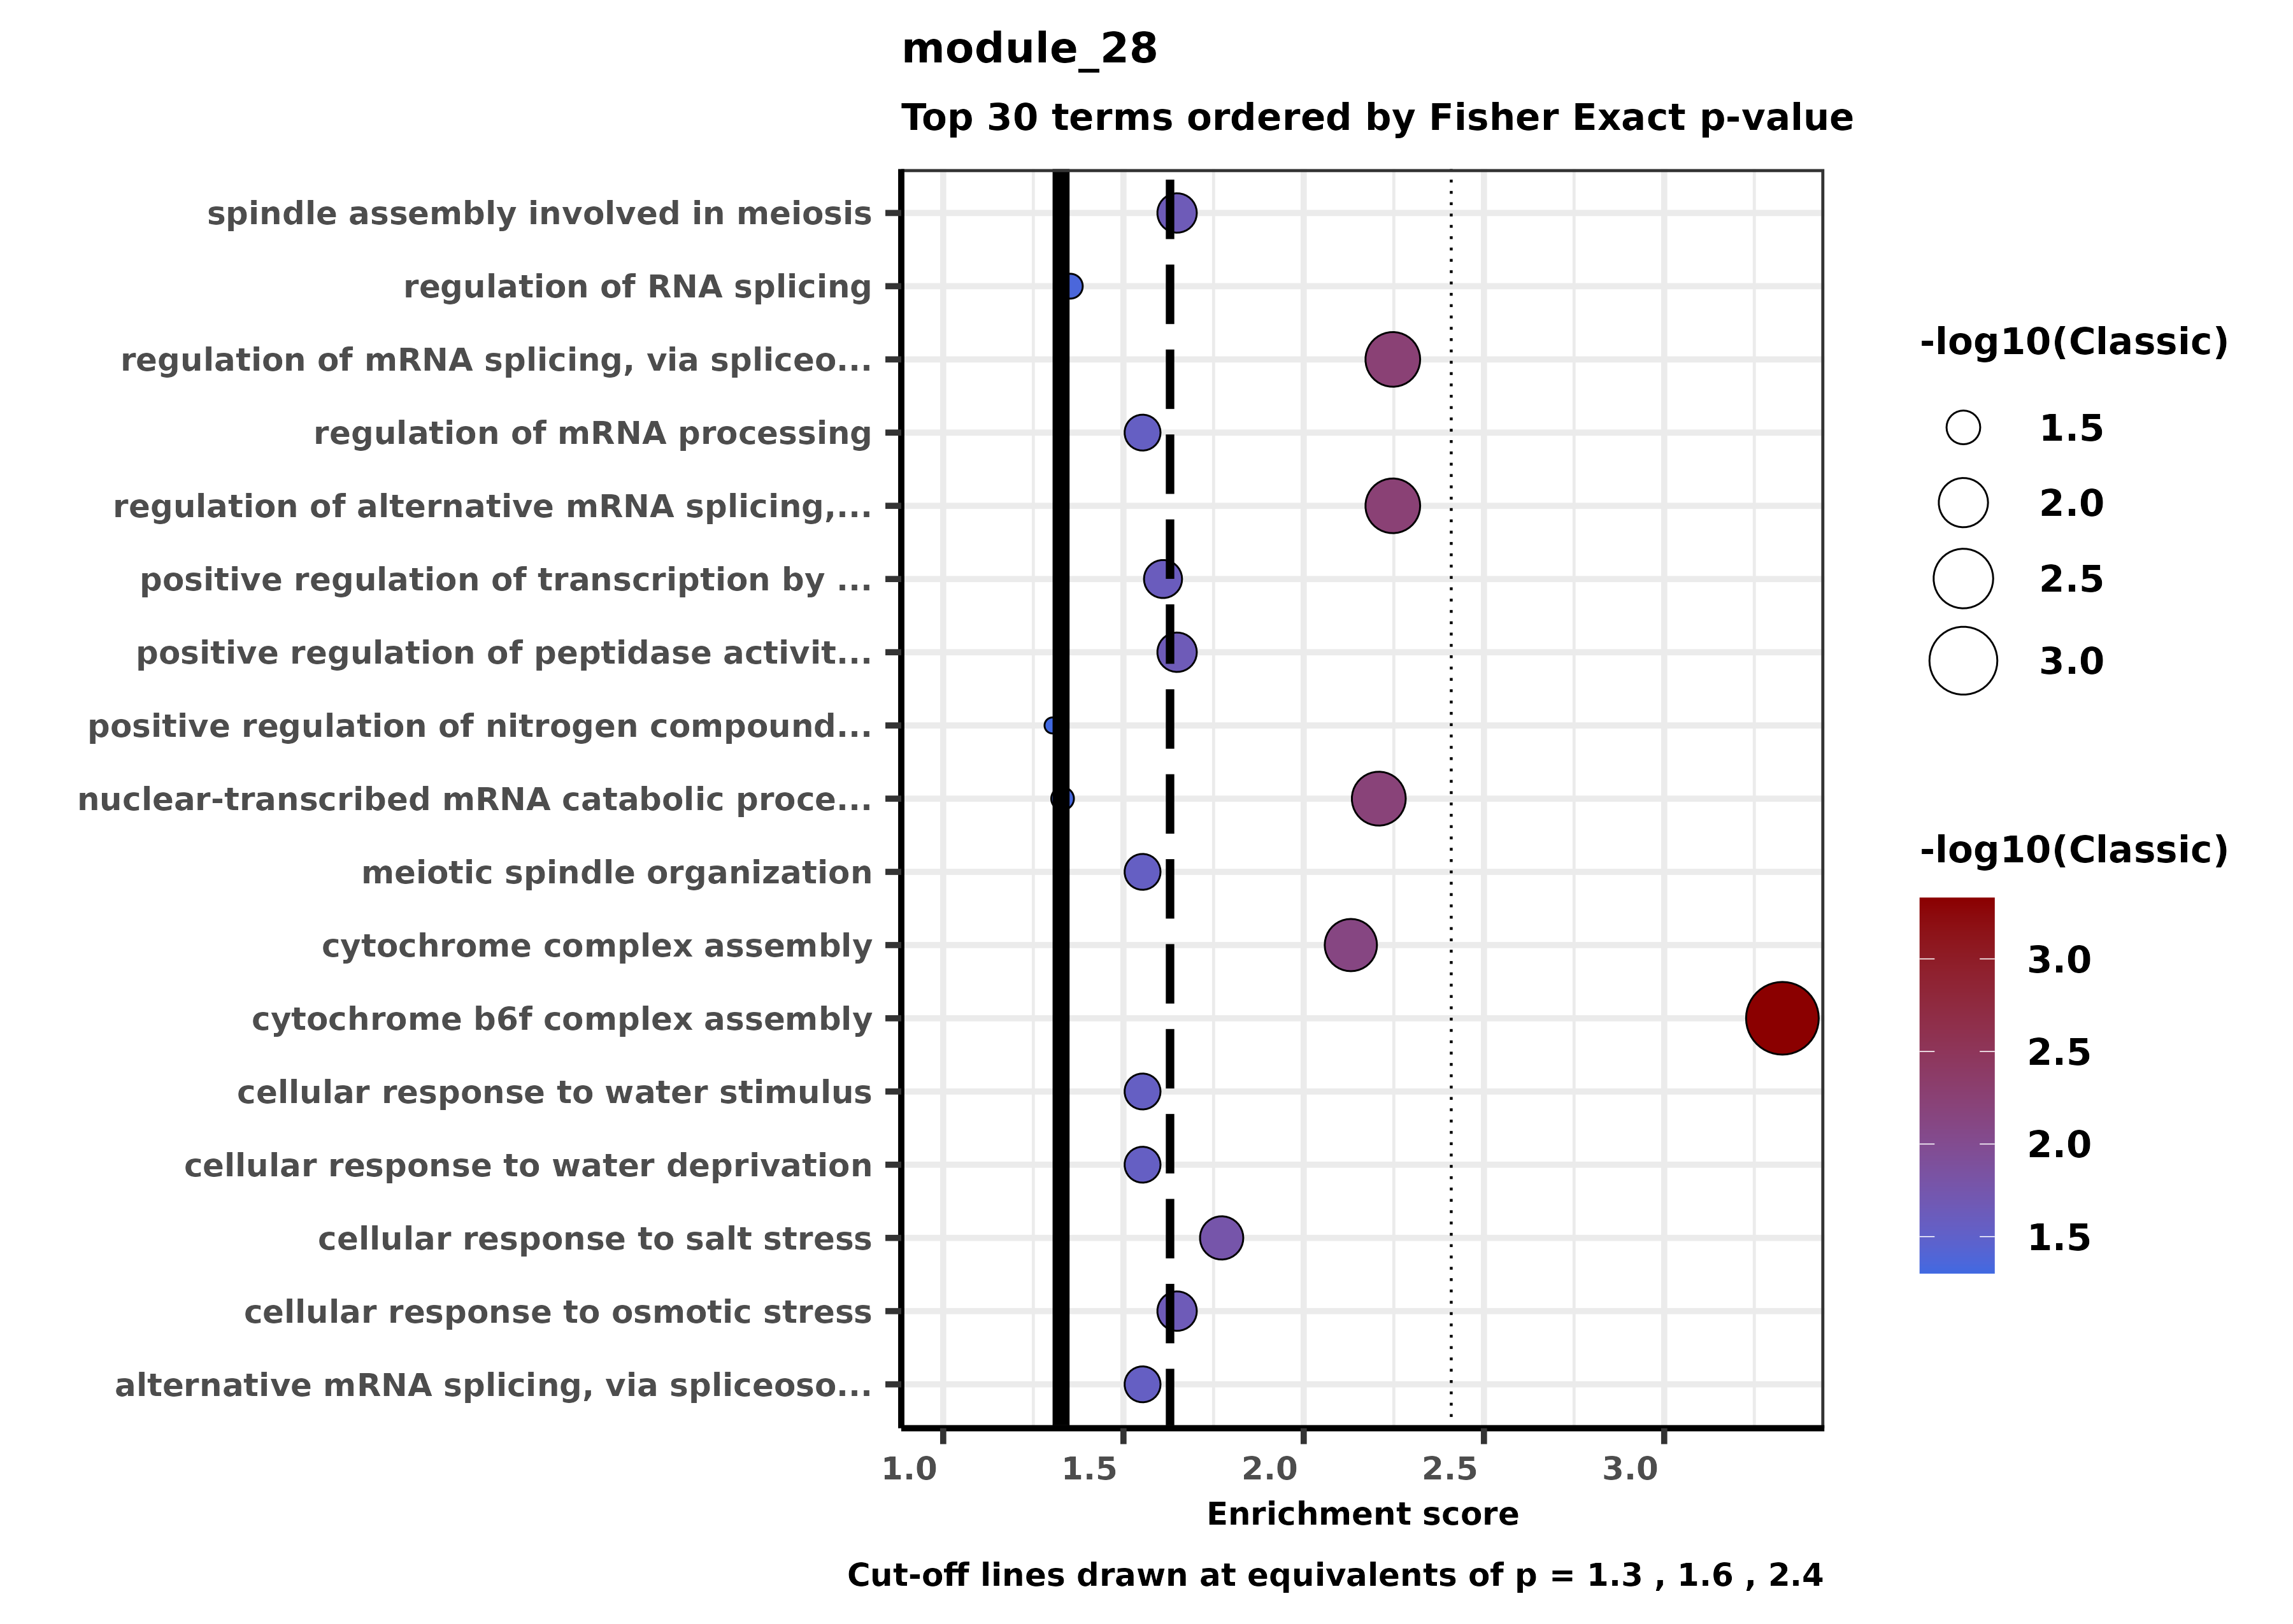 module_28
Top 30 terms ordered by Fisher Exact p-value
spindle assembly involved in meiosis
regulation of RNA splicing
regulation of mRNA splicing, via spliceo...
regulation of mRNA processing
regulation of alternative mRNA splicing,...
positive regulation of transcription by ...
positive regulation of peptidase activit...
positive regulation of nitrogen compound...
nuclear-transcribed mRNA catabolic proce...
meiotic spindle organization
cytochrome complex assembly
cytochrome b6f complex assembly
cellular response to water stimulus
cellular response to water deprivation
cellular response to salt stress
cellular response to osmotic stress
alternative mRNA splicing, via spliceoso...
1.0 1.5 2.0 2.5 3.0
Enrichment score
Cut-off lines drawn at equivalents of p = 1.3 , 1.6 , 2.4
-log10(Classic)
1.5
2.0
2.5
3.0
-log10(Classic)
3.0
2.5
2.0
1.5